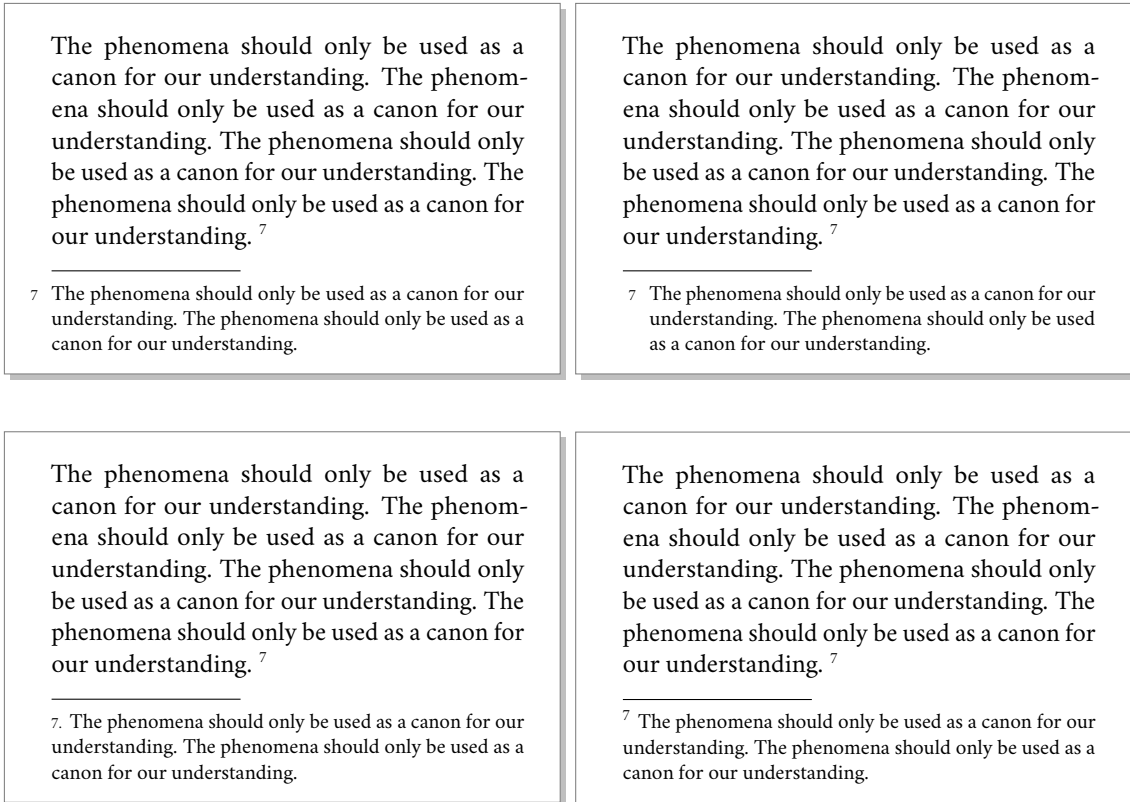 The phenomena should only be used as a
canon for our understanding. The phenom-
ena should only be used as a canon for our
understanding. The phenomena should only
be used as a canon for our understanding. The
phenomena should only be used as a canon for
our understanding. 7
7 The phenomena should only be used as a canon for our
understanding. The phenomena should only be used as a
canon for our understanding.
The phenomena should only be used as a
canon for our understanding. The phenom-
ena should only be used as a canon for our
understanding. The phenomena should only
be used as a canon for our understanding. The
phenomena should only be used as a canon for
our understanding. 7
7 The phenomena should only be used as a canon for our
understanding. The phenomena should only be used
as a canon for our understanding.
The phenomena should only be used as a
canon for our understanding. The phenom-
ena should only be used as a canon for our
understanding. The phenomena should only
be used as a canon for our understanding. The
phenomena should only be used as a canon for
our understanding. 7
7. The phenomena should only be used as a canon for our
understanding. The phenomena should only be used as a
canon for our understanding.
The phenomena should only be used as a
canon for our understanding. The phenom-
ena should only be used as a canon for our
understanding. The phenomena should only
be used as a canon for our understanding. The
phenomena should only be used as a canon for
our understanding. 7
7 The phenomena should only be used as a canon for our
understanding. The phenomena should only be used as a
canon for our understanding.